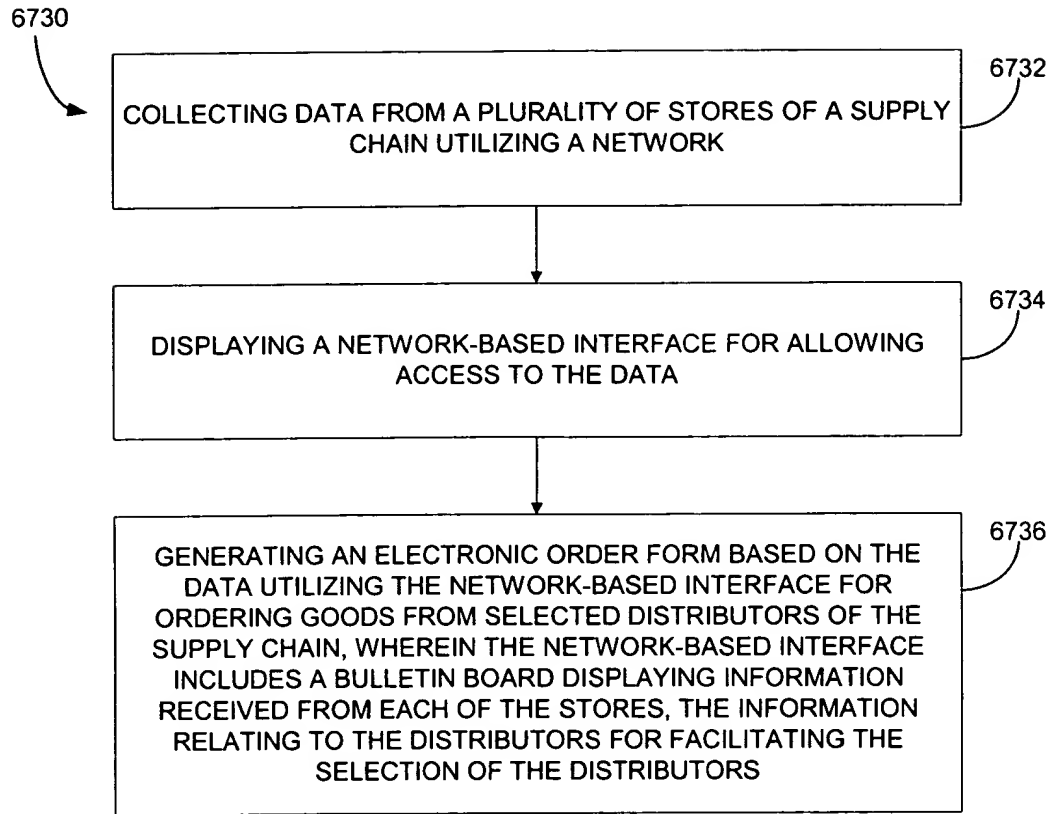 6730
6732
COLLECTING DATA FROM A PLURALITY OF STORES OF A SUPPLY
CHAIN UTILIZING A NETWORK
6734
DISPLAYING A NETWORK-BASED INTERFACE FOR ALLOWING
ACCESS TO THE DATA
6736
GENERATING AN ELECTRONIC ORDER FORM BASED ON THE
DATA UTILIZING THE NETWORK-BASED INTERFACE FOR
ORDERING GOODS FROM SELECTED DISTRIBUTORS OF THE
SUPPLY CHAIN, WHEREIN THE NETWORK-BASED INTERFACE
INCLUDES A BULLETIN BOARD DISPLAYING INFORMATION
RECEIVED FROM EACH OF THE STORES, THE INFORMATION
RELATING TO THE DISTRIBUTORS FOR FACILITATING THE
SELECTION OF THE DISTRIBUTORS